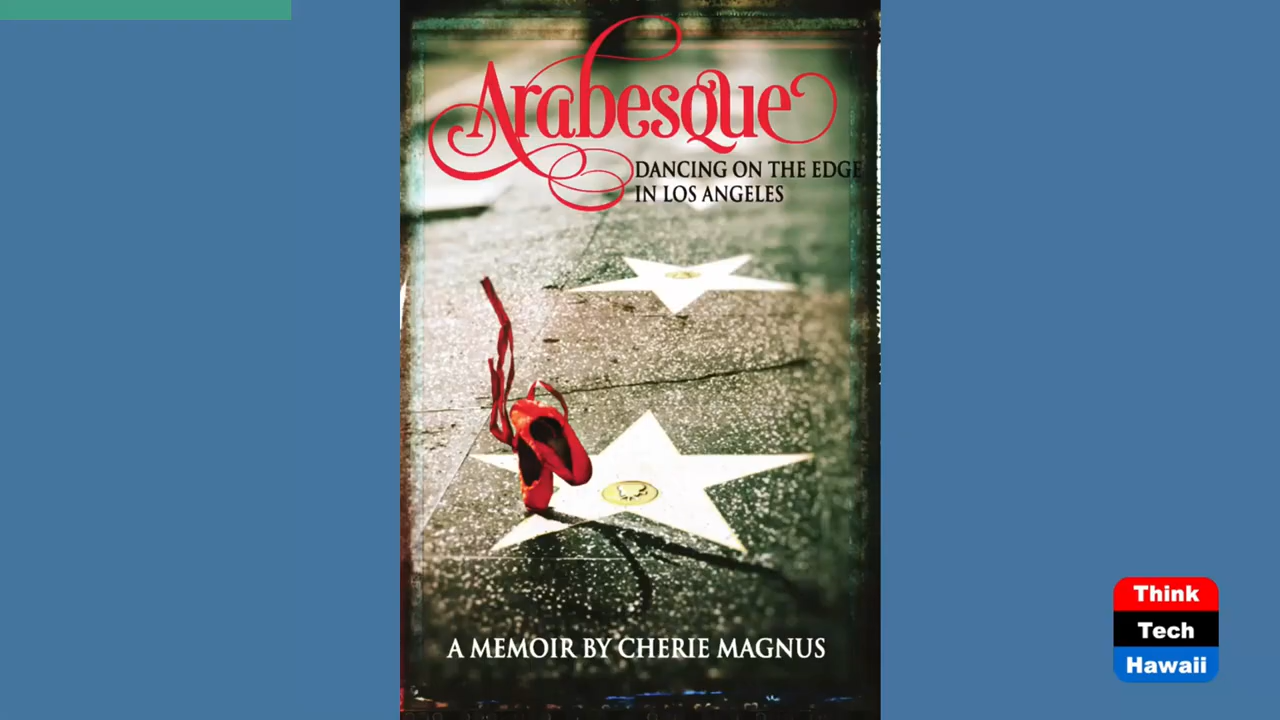 Arabesque
DANCING ON THE EDGE
IN LOS ANGELES
A MEMOIR BY CHERIE MAGNUS
Think
Tech
Hawaii